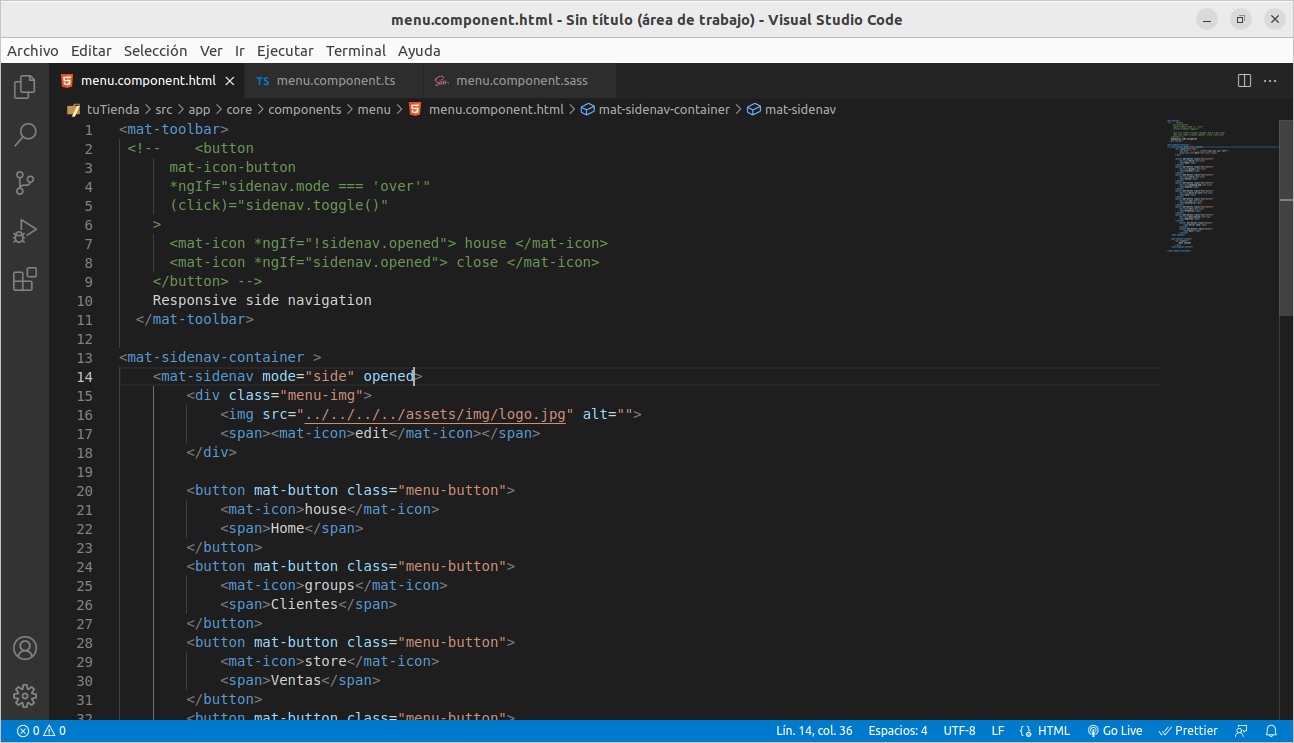 menu.component.html - Sin título (área de trabajo) - Visual Studio Code
Archivo Editar Selección Ver Ir Ejecutar Terminal Ayuda
menu.component.html TS menu.component.ts menu.component.sass
tuTienda > src > app > core > components > menu > menu.component.html > mat-sidenav-container > mat-sidenav
1 <mat-toolbar>
2 <!-- <button
3 mat-icon-button
4 *ngIf="sidenav.mode === 'over'"
5 (click)="sidenav.toggle()"
6 >
7 <mat-icon *ngIf="!sidenav.opened"> house </mat-icon>
8 <mat-icon *ngIf="sidenav.opened"> close </mat-icon>
9 </button> -->
10 Responsive side navigation
11 </mat-toolbar>
12
13 <mat-sidenav-container >
14 <mat-sidenav mode="side" opened>
15 <div class="menu-img">
16 <img src="../../../../assets/img/logo.jpg" alt="">
17 <span><mat-icon>edit</mat-icon></span>
18 </div>
19
20 <button mat-button class="menu-button">
21 <mat-icon>house</mat-icon>
22 <span>Home</span>
23 </button>
24 <button mat-button class="menu-button">
25 <mat-icon>groups</mat-icon>
26 <span>Clientes</span>
27 </button>
28 <button mat-button class="menu-button">
29 <mat-icon>store</mat-icon>
30 <span>Ventas</span>
31 </button>
32 <button mat-button class="menu-button">
0 0 Lín. 14, col. 36 Espacios: 4 UTF-8 LF HTML Go Live Prettier